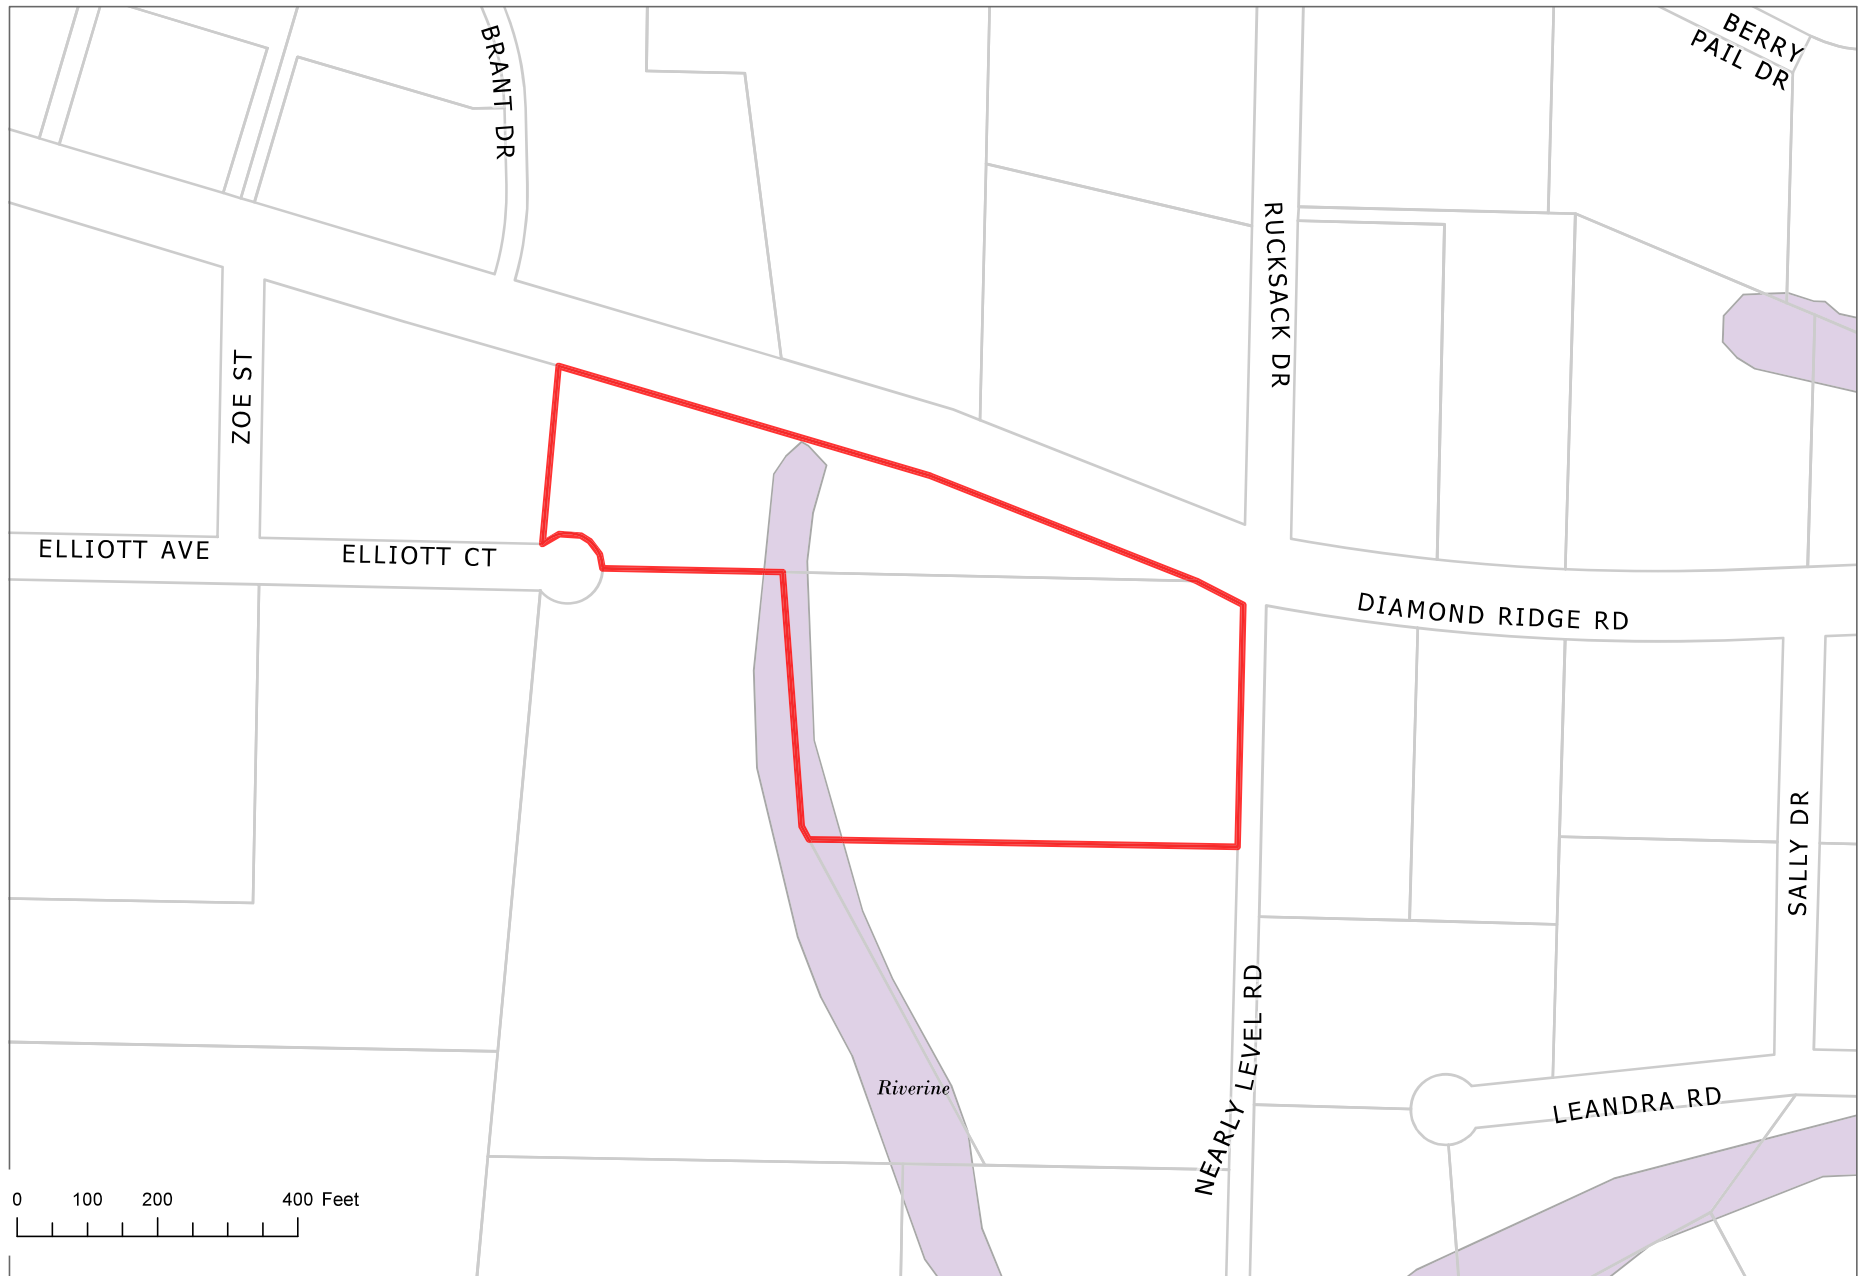 BERRY
PAIL DR
BRANT DR
RUCKSACK DR
ZOE ST
ELLIOTT AVE
ELLIOTT CT
DIAMOND RIDGE RD
SALLY DR
NEARLY LEVEL RD
Riverine
LEANDRA RD
0 100 200 400 Feet